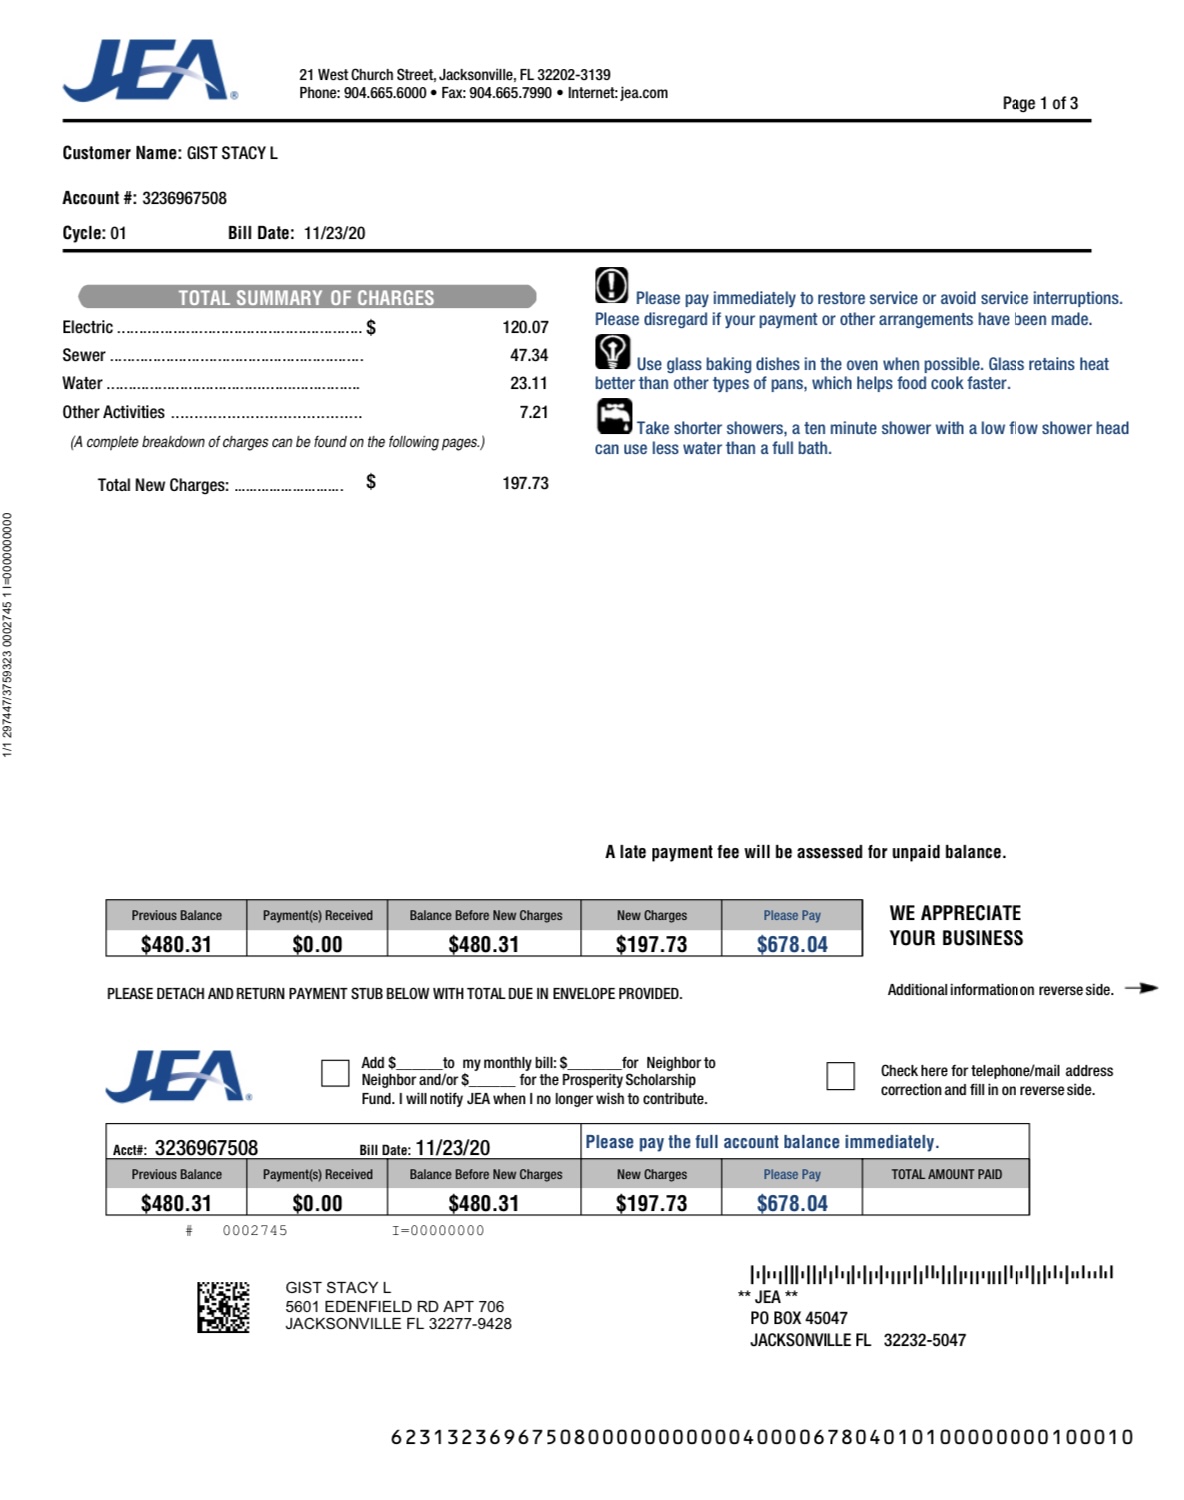 JEA®
21 West Church Street, Jacksonville, FL 32202-3139
Phone: 904.665.6000 • Fax: 904.665.7990 • Internet: jea.com
Page 1 of 3
Customer Name: GIST STACY L
Account #: 3236967508
Cycle: 01 Bill Date: 11/23/20
TOTAL SUMMARY OF CHARGES
Electric ........................................................ $ 120.07
Sewer ......................................................... 47.34
Water ......................................................... 23.11
Other Activities ........................................... 7.21
(A complete breakdown of charges can be found on the following pages.)
Total New Charges: ........................ $ 197.73
Please pay immediately to restore service or avoid service interruptions.
Please disregard if your payment or other arrangements have been made.
Use glass baking dishes in the oven when possible. Glass retains heat
better than other types of pans, which helps food cook faster.
Take shorter showers, a ten minute shower with a low flow shower head
can use less water than a full bath.
1/1 297447/3759323 0002745 1 I=0000000000
A late payment fee will be assessed for unpaid balance.
Previous Balance Payment(s) Received Balance Before New Charges New Charges Please Pay
$480.31 $0.00 $480.31 $197.73 $678.04
WE APPRECIATE
YOUR BUSINESS
PLEASE DETACH AND RETURN PAYMENT STUB BELOW WITH TOTAL DUE IN ENVELOPE PROVIDED.
Additional information on reverse side.
JEA®
Add $______to my monthly bill: $_______for Neighbor to
Neighbor and/or $______ for the Prosperity Scholarship
Fund. I will notify JEA when I no longer wish to contribute.
Check here for telephone/mail address
correction and fill in on reverse side.
Acct#: 3236967508 Bill Date: 11/23/20 Please pay the full account balance immediately.
Previous Balance Payment(s) Received Balance Before New Charges New Charges Please Pay TOTAL AMOUNT PAID
$480.31 $0.00 $480.31 $197.73 $678.04
# 0002745 I=00000000
GIST STACY L
5601 EDENFIELD RD APT 706
JACKSONVILLE FL 32277-9428
** JEA **
PO BOX 45047
JACKSONVILLE FL 32232-5047
623132369675080000000000040000678040101000000000100010